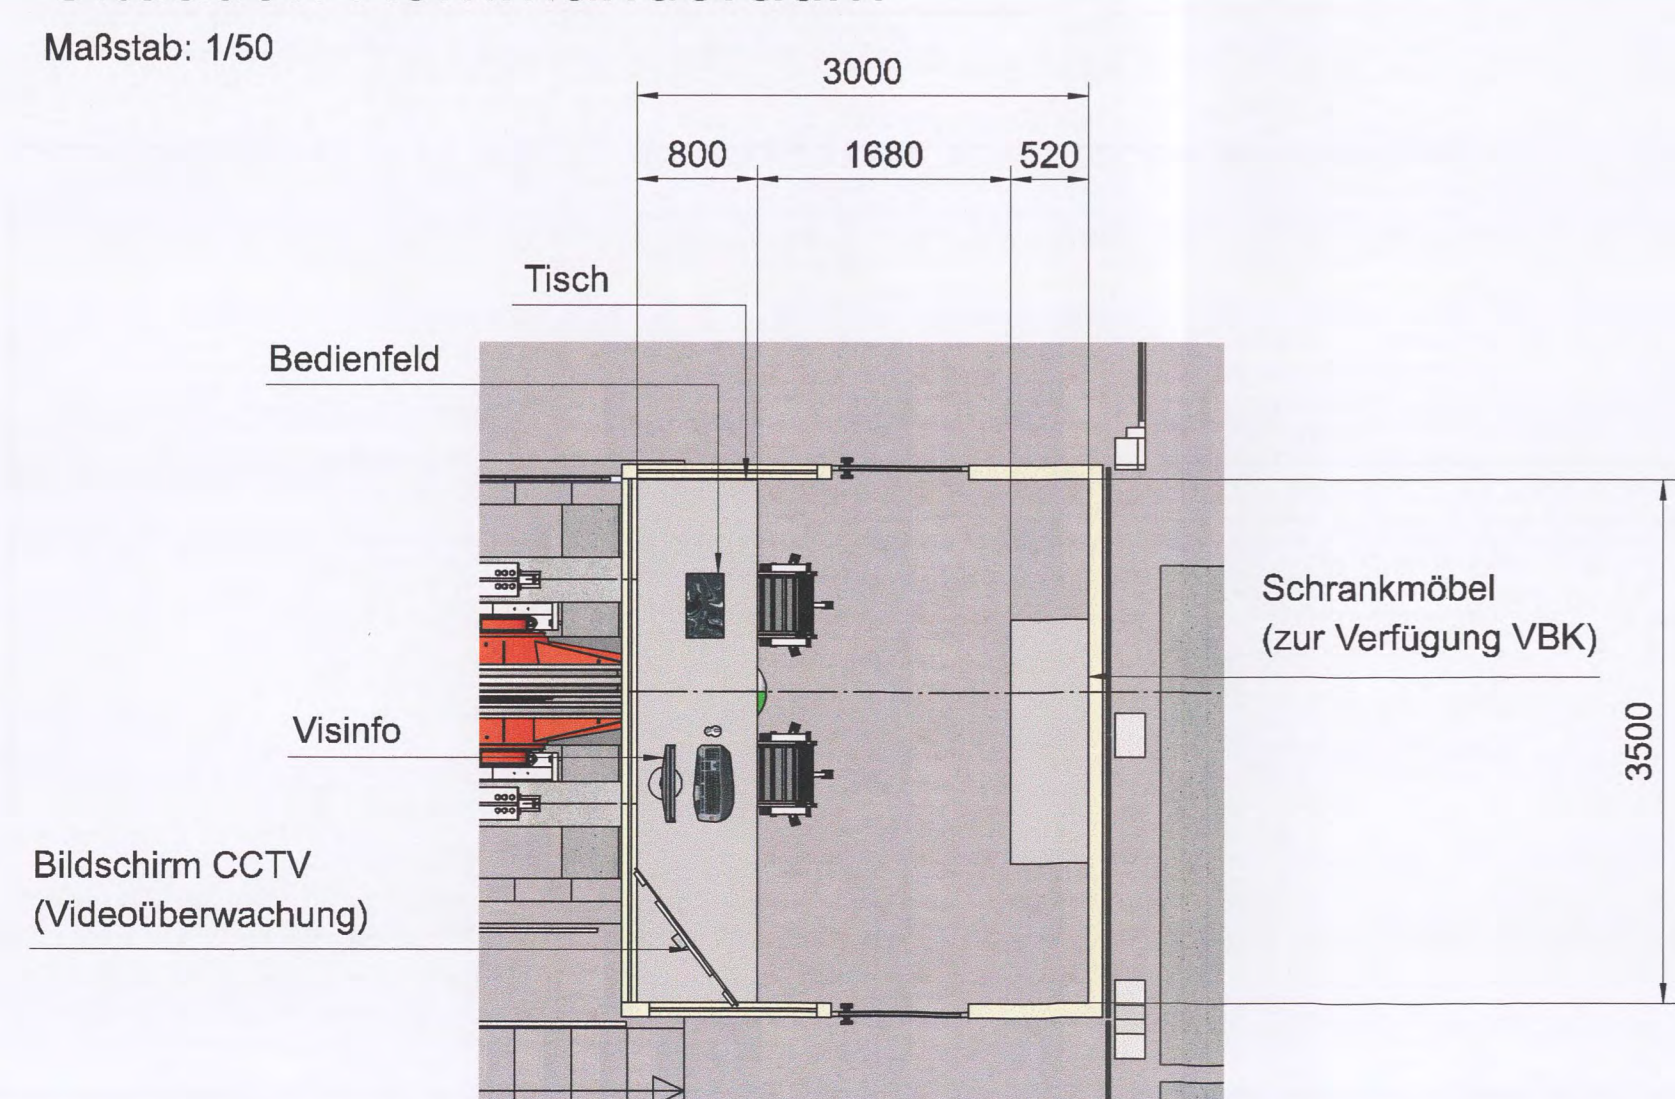 Maßstab: 1/50
3000
800
1680
520
Tisch
Bedienfeld
Schrankmöbel
(zur Verfügung VBK)
Visinfo
3500
Bildschirm CCTV
(Videoüberwachung)